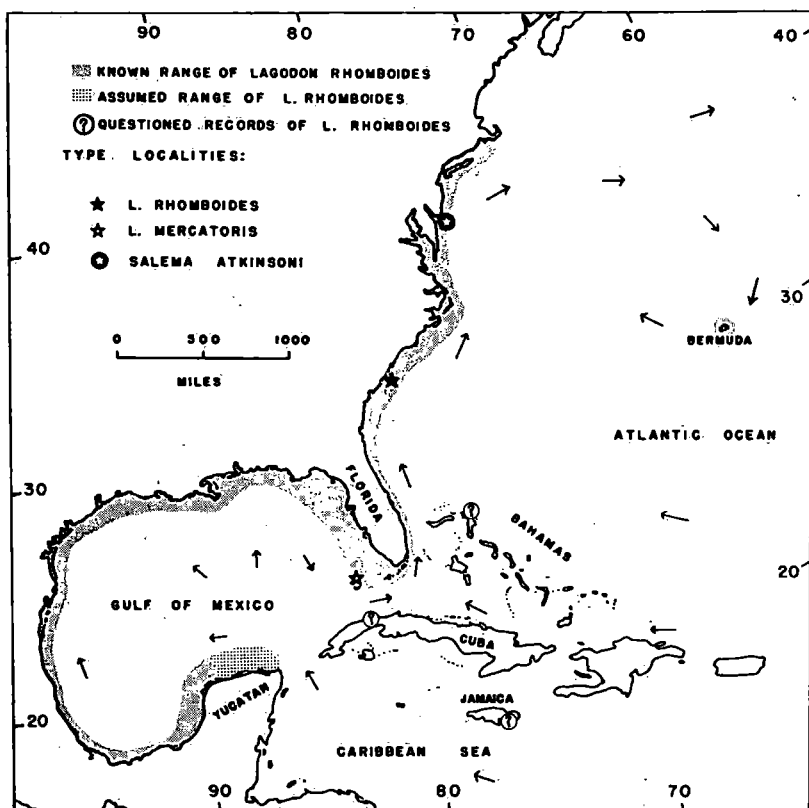 90 80 70 60 40
KNOWN RANGE OF LAGODON RHOMBOIDES
ASSUMED RANGE OF L. RHOMBOIDES
? QUESTIONED RECORDS OF L. RHOMBOIDES
TYPE LOCALITIES:
★ L. RHOMBOIDES
☆ L. MERCATORIS
✪ SALEMA ATKINSONI
40
30
0 500 1000
MILES
BERMUDA
ATLANTIC OCEAN
30
FLORIDA
?
BAHAMAS
20
GULF OF MEXICO
?
CUBA
YUCATAN
JAMAICA
?
20
CARIBBEAN SEA
90 80 70